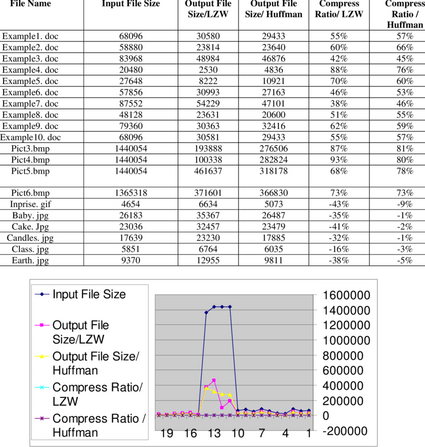 File Name Input File Size Output File Size/LZW Output File Size/ Huffman Compress Ratio/ LZW Compress Ratio / Huffman
Example1. doc 68096 30580 29433 55% 57%
Example2. doc 58880 23814 23640 60% 66%
Example3. doc 83968 48984 46876 42% 45%
Example4. doc 20480 2530 4836 88% 76%
Example5. doc 27648 8222 10921 70% 60%
Example6. doc 57856 30993 27163 46% 53%
Example7. doc 87552 54229 47101 38% 46%
Example8. doc 48128 23631 20600 51% 55%
Example9. doc 79360 30363 32416 62% 59%
Example10. doc 68096 30581 29433 55% 57%
Pict3.bmp 1440054 193888 276506 87% 81%
Pict4.bmp 1440054 100338 282824 93% 80%
Pict5.bmp 1440054 461637 318178 68% 78%
Pict6.bmp 1365318 371601 366830 73% 73%
Inprise. gif 4654 6634 5073 -43% -9%
Baby. jpg 26183 35367 26487 -35% -1%
Cake. Jpg 23036 32457 23479 -41% -2%
Candles. jpg 17639 23230 17885 -32% -1%
Class. jpg 5851 6764 6035 -16% -3%
Earth. jpg 9370 12955 9811 -38% -5%
Input File Size
Output File
Size/LZW
Output File Size/
Huffman
Compress Ratio/
LZW
Compress Ratio /
Huffman
1600000
1400000
1200000
1000000
800000
600000
400000
200000
0
-200000
19 16 13 10 7 4 1